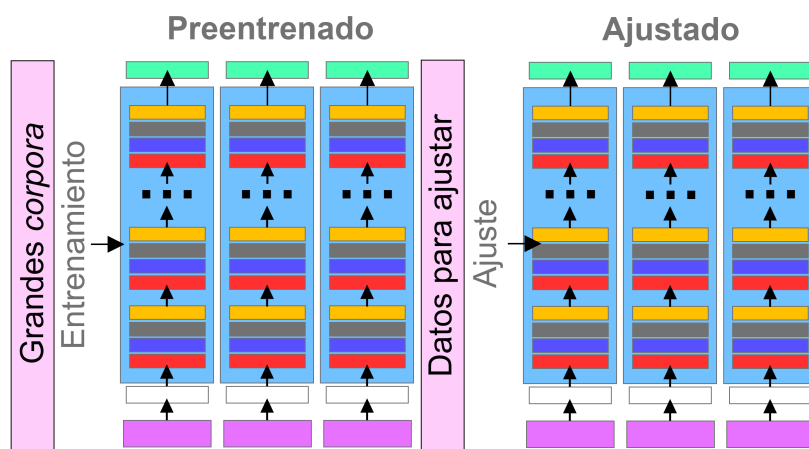 Preentrenado
Ajustado
Grandes corpora
Entrenamiento
Datos para ajustar
Ajuste